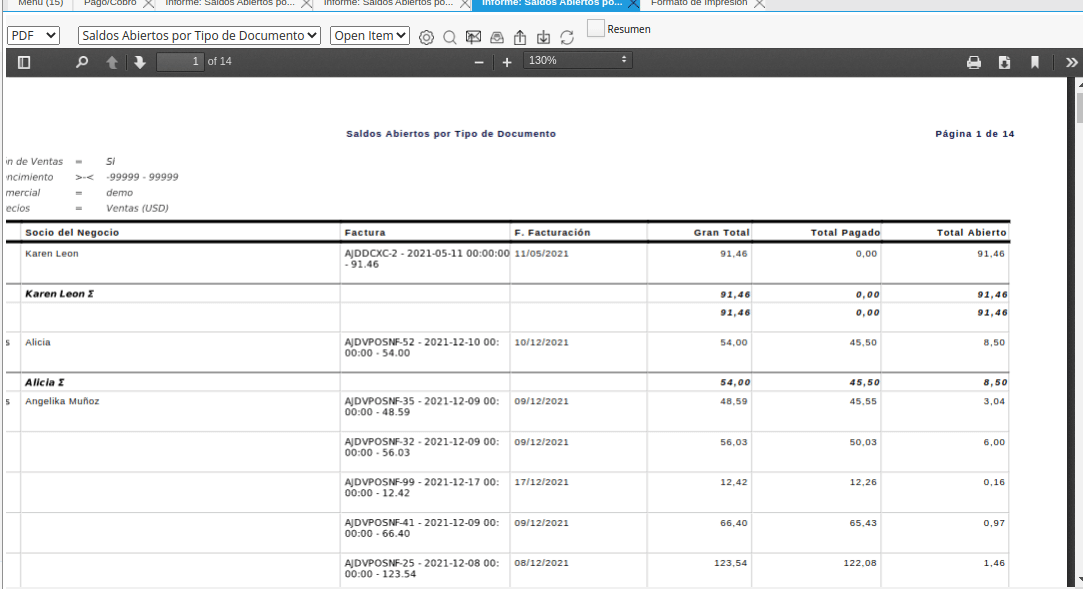 Menú (15) Pago/Cobro Informe: Saldos Abiertos po... Informe: Saldos Abiertos po... Informe: Saldos Abiertos po... Formato de Impresión
PDF Saldos Abiertos por Tipo de Documento Open Item Resumen
1 of 14 130%
Saldos Abiertos por Tipo de Documento Página 1 de 14
n de Ventas = Si
ncimiento >-< -99999 - 99999
mercial = demo
ecios = Ventas (USD)
Socio del Negocio Factura F. Facturación Gran Total Total Pagado Total Abierto
Karen Leon AJDDCXC-2 - 2021-05-11 00:00:00 11/05/2021 91,46 0,00 91,46
- 91.46
Karen Leon Σ 91,46 0,00 91,46
91,46 0,00 91,46
s Alicia AJDVPOSNF-52 - 2021-12-10 00: 10/12/2021 54,00 45,50 8,50
00:00 - 54.00
Alicia Σ 54,00 45,50 8,50
s Angelika Muñoz AJDVPOSNF-35 - 2021-12-09 00: 09/12/2021 48,59 45,55 3,04
00:00 - 48.59
AJDVPOSNF-32 - 2021-12-09 00: 09/12/2021 56,03 50,03 6,00
00:00 - 56.03
AJDVPOSNF-99 - 2021-12-17 00: 17/12/2021 12,42 12,26 0,16
00:00 - 12.42
AJDVPOSNF-41 - 2021-12-09 00: 09/12/2021 66,40 65,43 0,97
00:00 - 66.40
AJDVPOSNF-25 - 2021-12-08 00: 08/12/2021 123,54 122,08 1,46
00:00 - 123.54